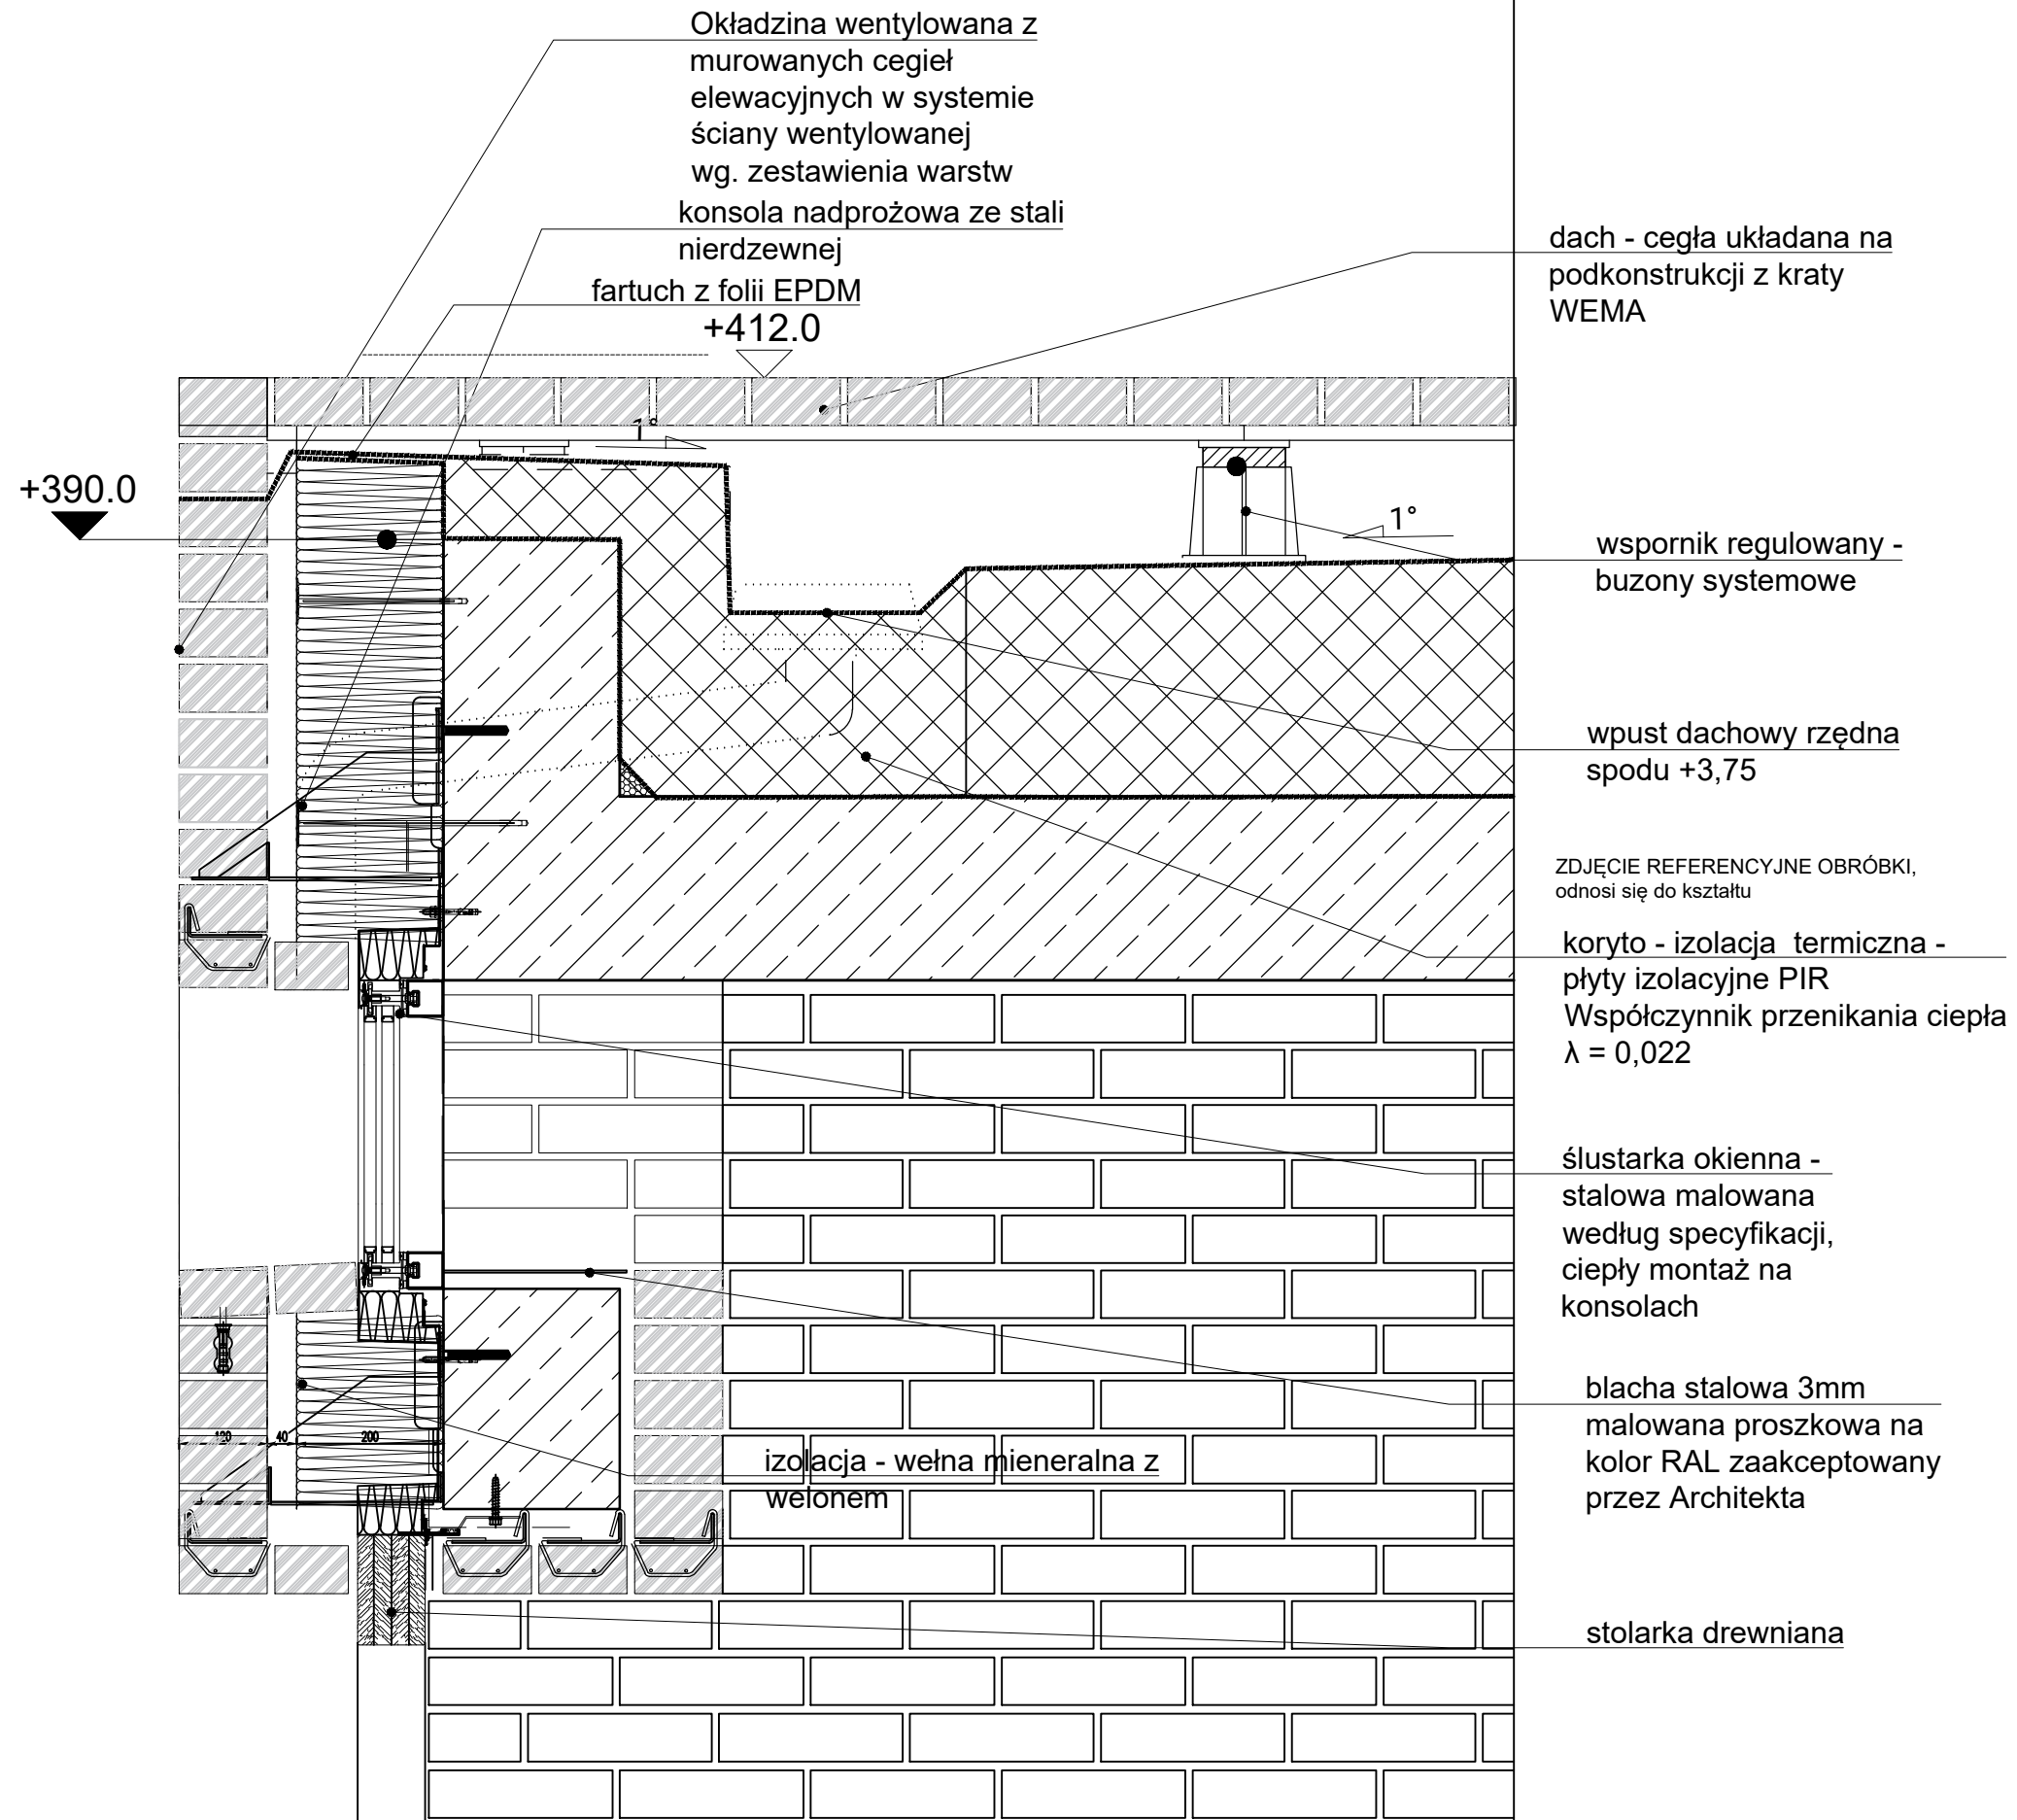 Okładzina wentylowana z
murowanych cegieł
elewacyjnych w systemie
ściany wentylowanej
wg. zestawienia warstw
konsola nadprożowa ze stali
nierdzewnej
fartuch z folii EPDM
+412.0
dach - cegła układana na
podkonstrukcji z kraty
WEMA
1°
+390.0
1°
wspornik regulowany -
buzony systemowe
wpust dachowy rzędna
spodu +3,75
ZDJĘCIE REFERENCYJNE OBRÓBKI,
odnosi się do kształtu
koryto - izolacja termiczna -
płyty izolacyjne PIR
Współczynnik przenikania ciepła
λ = 0,022
ślustarka okienna -
stalowa malowana
według specyfikacji,
ciepły montaż na
konsolach
blacha stalowa 3mm
malowana proszkowa na
kolor RAL zaakceptowany
przez Architekta
120 40 200
izolacja - wełna mieneralna z
welonem
stolarka drewniana